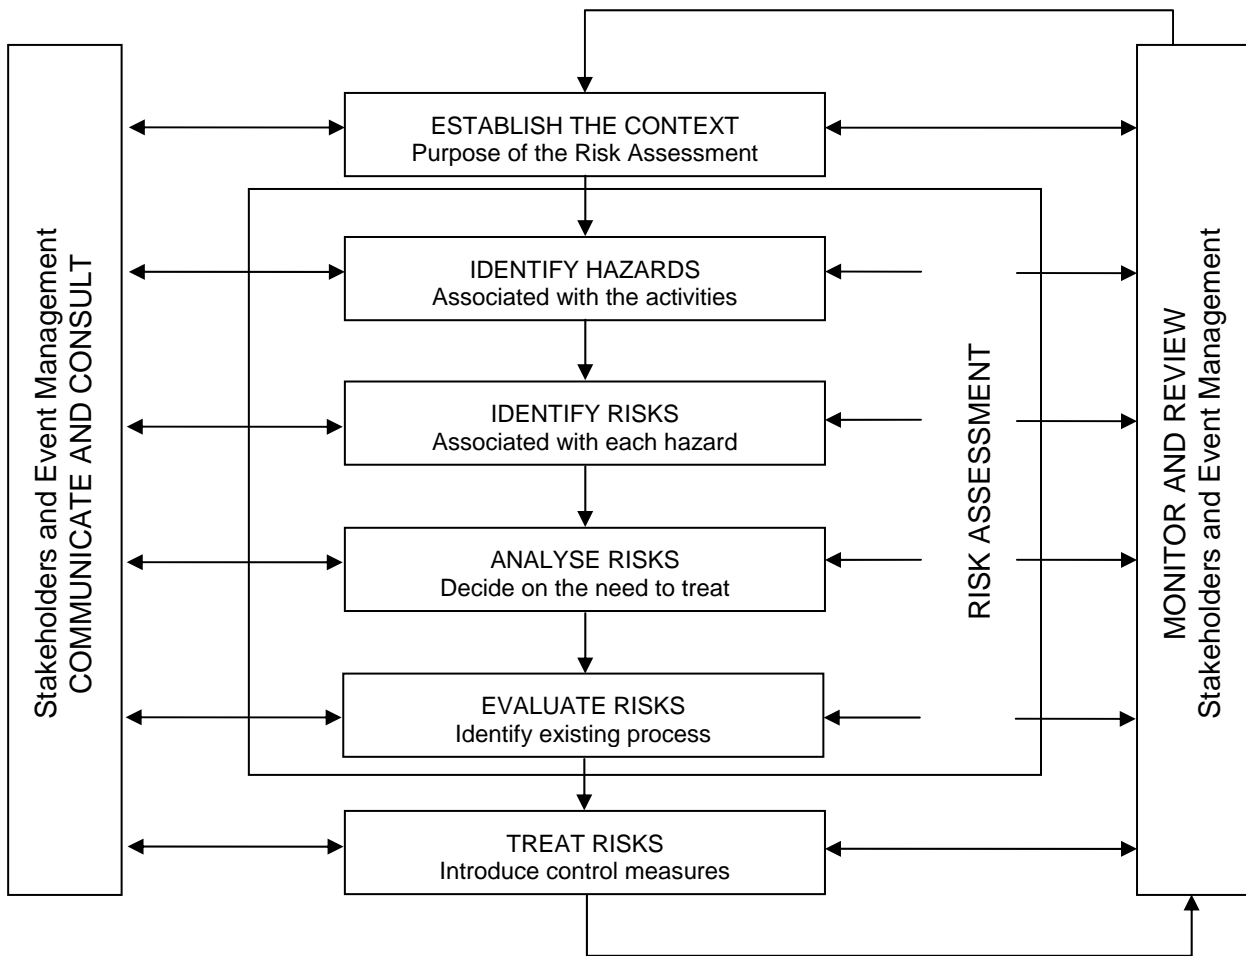 Stakeholders and Event Management
COMMUNICATE AND CONSULT
ESTABLISH THE CONTEXT
Purpose of the Risk Assessment
IDENTIFY HAZARDS
Associated with the activities
IDENTIFY RISKS
Associated with each hazard
ANALYSE RISKS
Decide on the need to treat
EVALUATE RISKS
Identify existing process
TREAT RISKS
Introduce control measures
RISK ASSESSMENT
MONITOR AND REVIEW
Stakeholders and Event Management